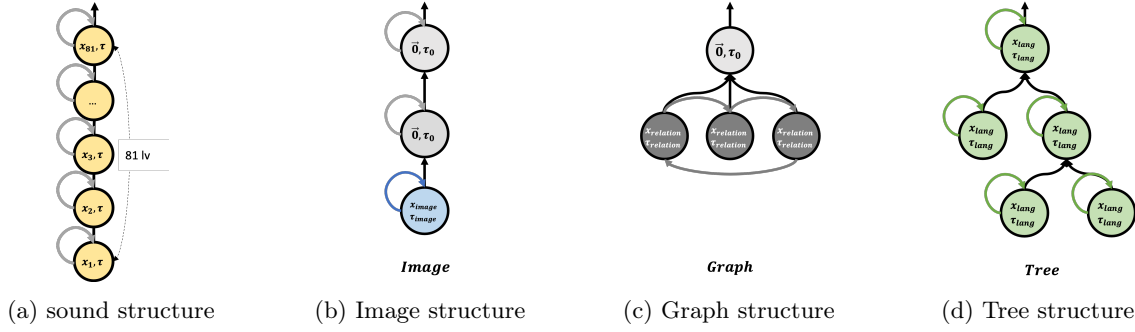 x81, τ
...
x3, τ
x2, τ
x1, τ
81 lv
0⃗, τ0
0⃗, τ0
ximage
τimage
Image
0⃗, τ0
xrelation
τrelation
xrelation
τrelation
xrelation
τrelation
Graph
xlang
τlang
xlang
τlang
xlang
τlang
xlang
τlang
xlang
τlang
Tree
(a) sound structure
(b) Image structure
(c) Graph structure
(d) Tree structure